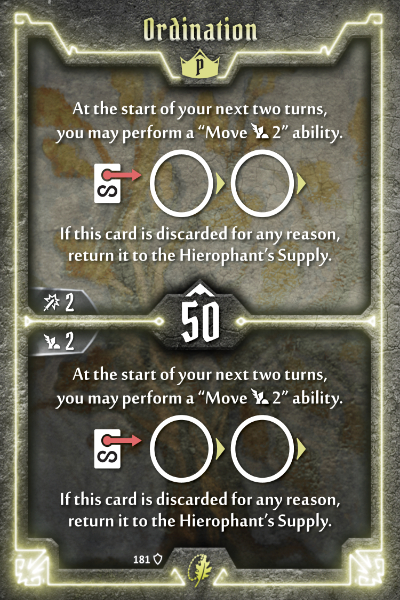 Ordination
P
At the start of your next two turns,
you may perform a “Move 2” ability.
S
If this card is discarded for any reason,
return it to the Hierophant’s Supply.
2
50
2
At the start of your next two turns,
you may perform a “Move 2” ability.
S
If this card is discarded for any reason,
return it to the Hierophant’s Supply.
181